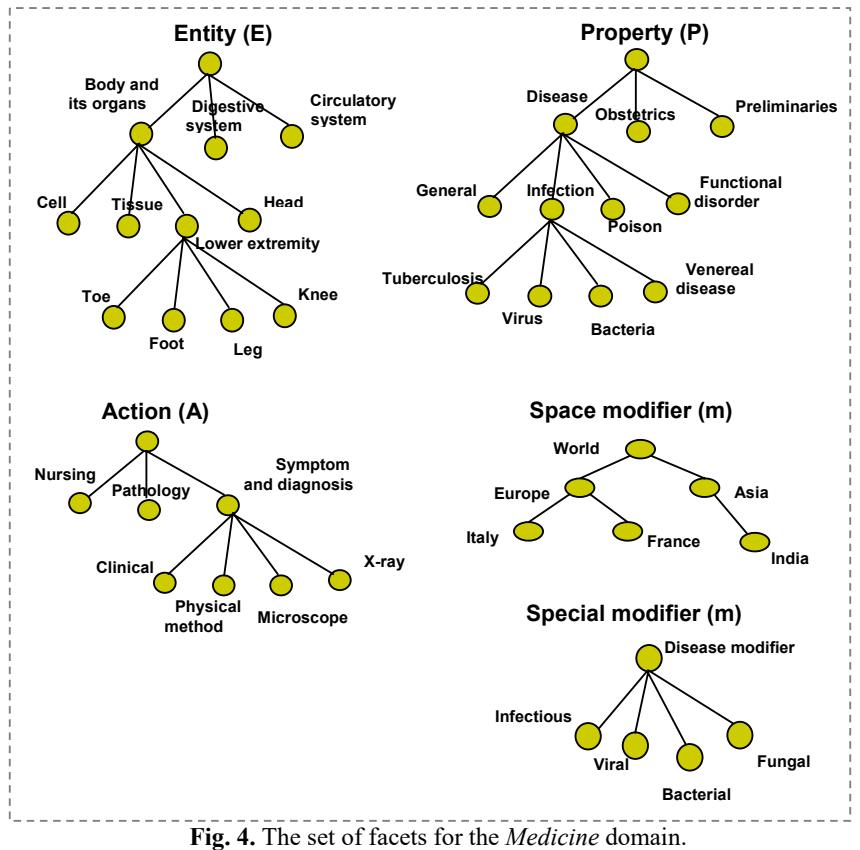 Entity (E)
Body and
its organs
Digestive
system
Circulatory
system
Cell
Tissue
Head
Lower extremity
Toe
Foot
Leg
Knee
Property (P)
Disease
Obstetrics
Preliminaries
General
Infection
Poison
Functional
disorder
Tuberculosis
Virus
Bacteria
Venereal
disease
Action (A)
Nursing
Pathology
Symptom
and diagnosis
Clinical
Physical
method
Microscope
X-ray
Space modifier (m)
World
Europe
Asia
Italy
France
India
Special modifier (m)
Disease modifier
Infectious
Viral
Bacterial
Fungal
Fig. 4. The set of facets for the Medicine domain.